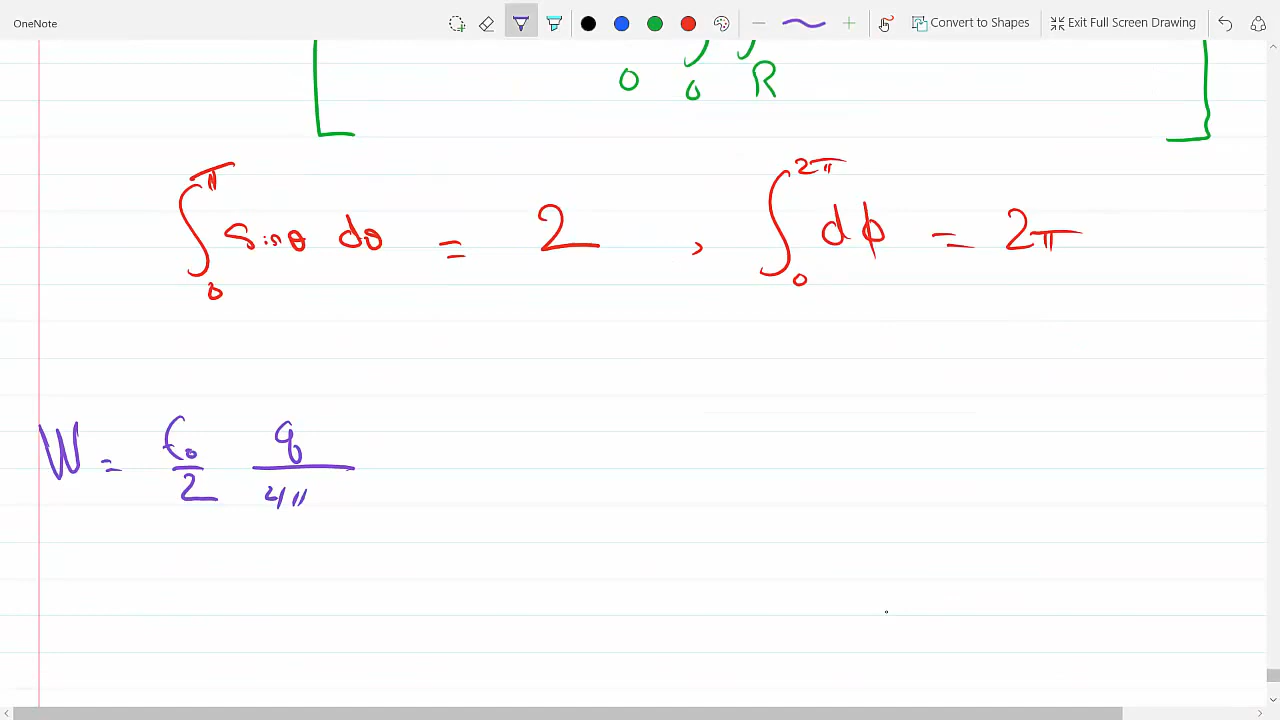 OneNote
Convert to Shapes
Exit Full Screen Drawing
0 0 R
∫₀^π sinθ dθ = 2 , ∫₀^2π dϕ = 2π
W = ε₀/2 q/4π